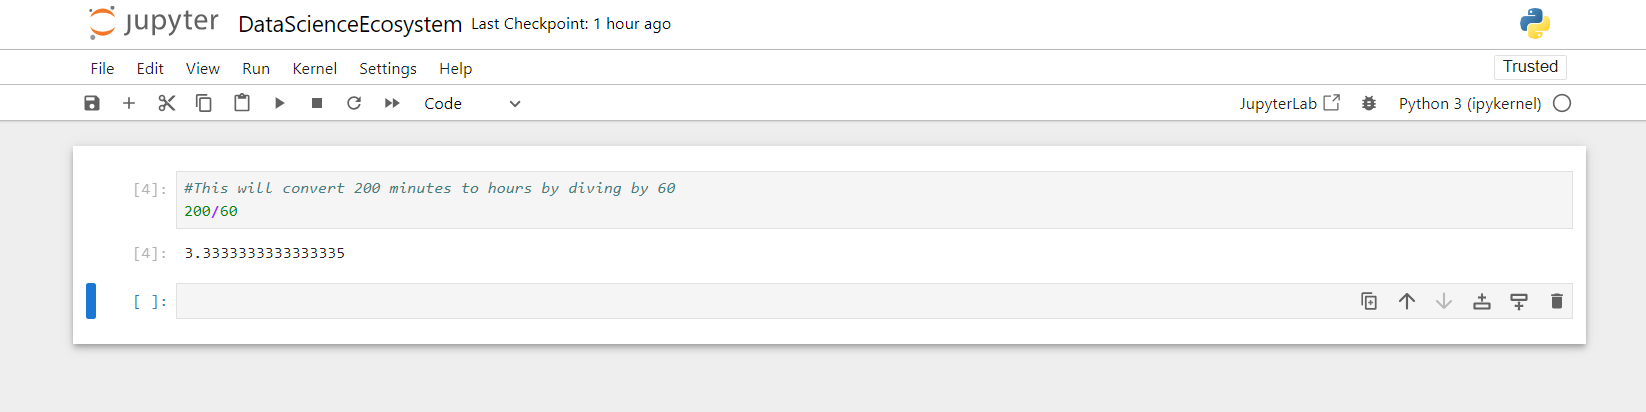 jupyter DataScienceEcosystem Last Checkpoint: 1 hour ago
File Edit View Run Kernel Settings Help Trusted
Code JupyterLab Python 3 (ipykernel)
[4]: #This will convert 200 minutes to hours by diving by 60
200/60
[4]: 3.3333333333333335
[ ]: